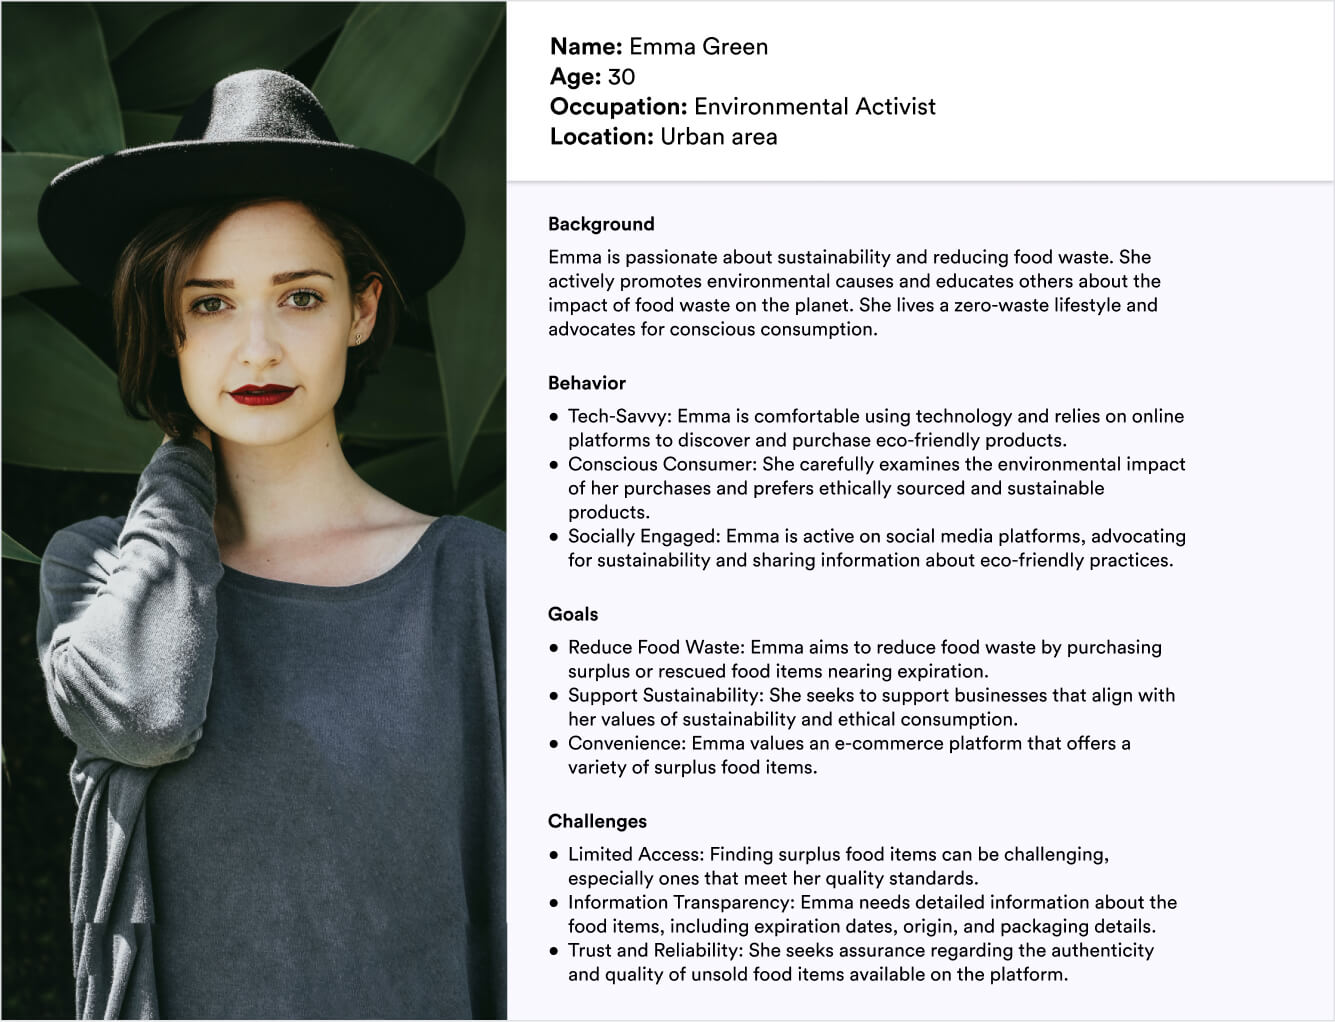 Name: Emma Green
Age: 30
Occupation: Environmental Activist
Location: Urban area
Background
Emma is passionate about sustainability and reducing food waste. She
actively promotes environmental causes and educates others about the
impact of food waste on the planet. She lives a zero-waste lifestyle and
advocates for conscious consumption.
Behavior
● Tech-Savvy: Emma is comfortable using technology and relies on online
platforms to discover and purchase eco-friendly products.
● Conscious Consumer: She carefully examines the environmental impact
of her purchases and prefers ethically sourced and sustainable
products.
● Socially Engaged: Emma is active on social media platforms, advocating
for sustainability and sharing information about eco-friendly practices.
Goals
● Reduce Food Waste: Emma aims to reduce food waste by purchasing
surplus or rescued food items nearing expiration.
● Support Sustainability: She seeks to support businesses that align with
her values of sustainability and ethical consumption.
● Convenience: Emma values an e-commerce platform that offers a
variety of surplus food items.
Challenges
● Limited Access: Finding surplus food items can be challenging,
especially ones that meet her quality standards.
● Information Transparency: Emma needs detailed information about the
food items, including expiration dates, origin, and packaging details.
● Trust and Reliability: She seeks assurance regarding the authenticity
and quality of unsold food items available on the platform.